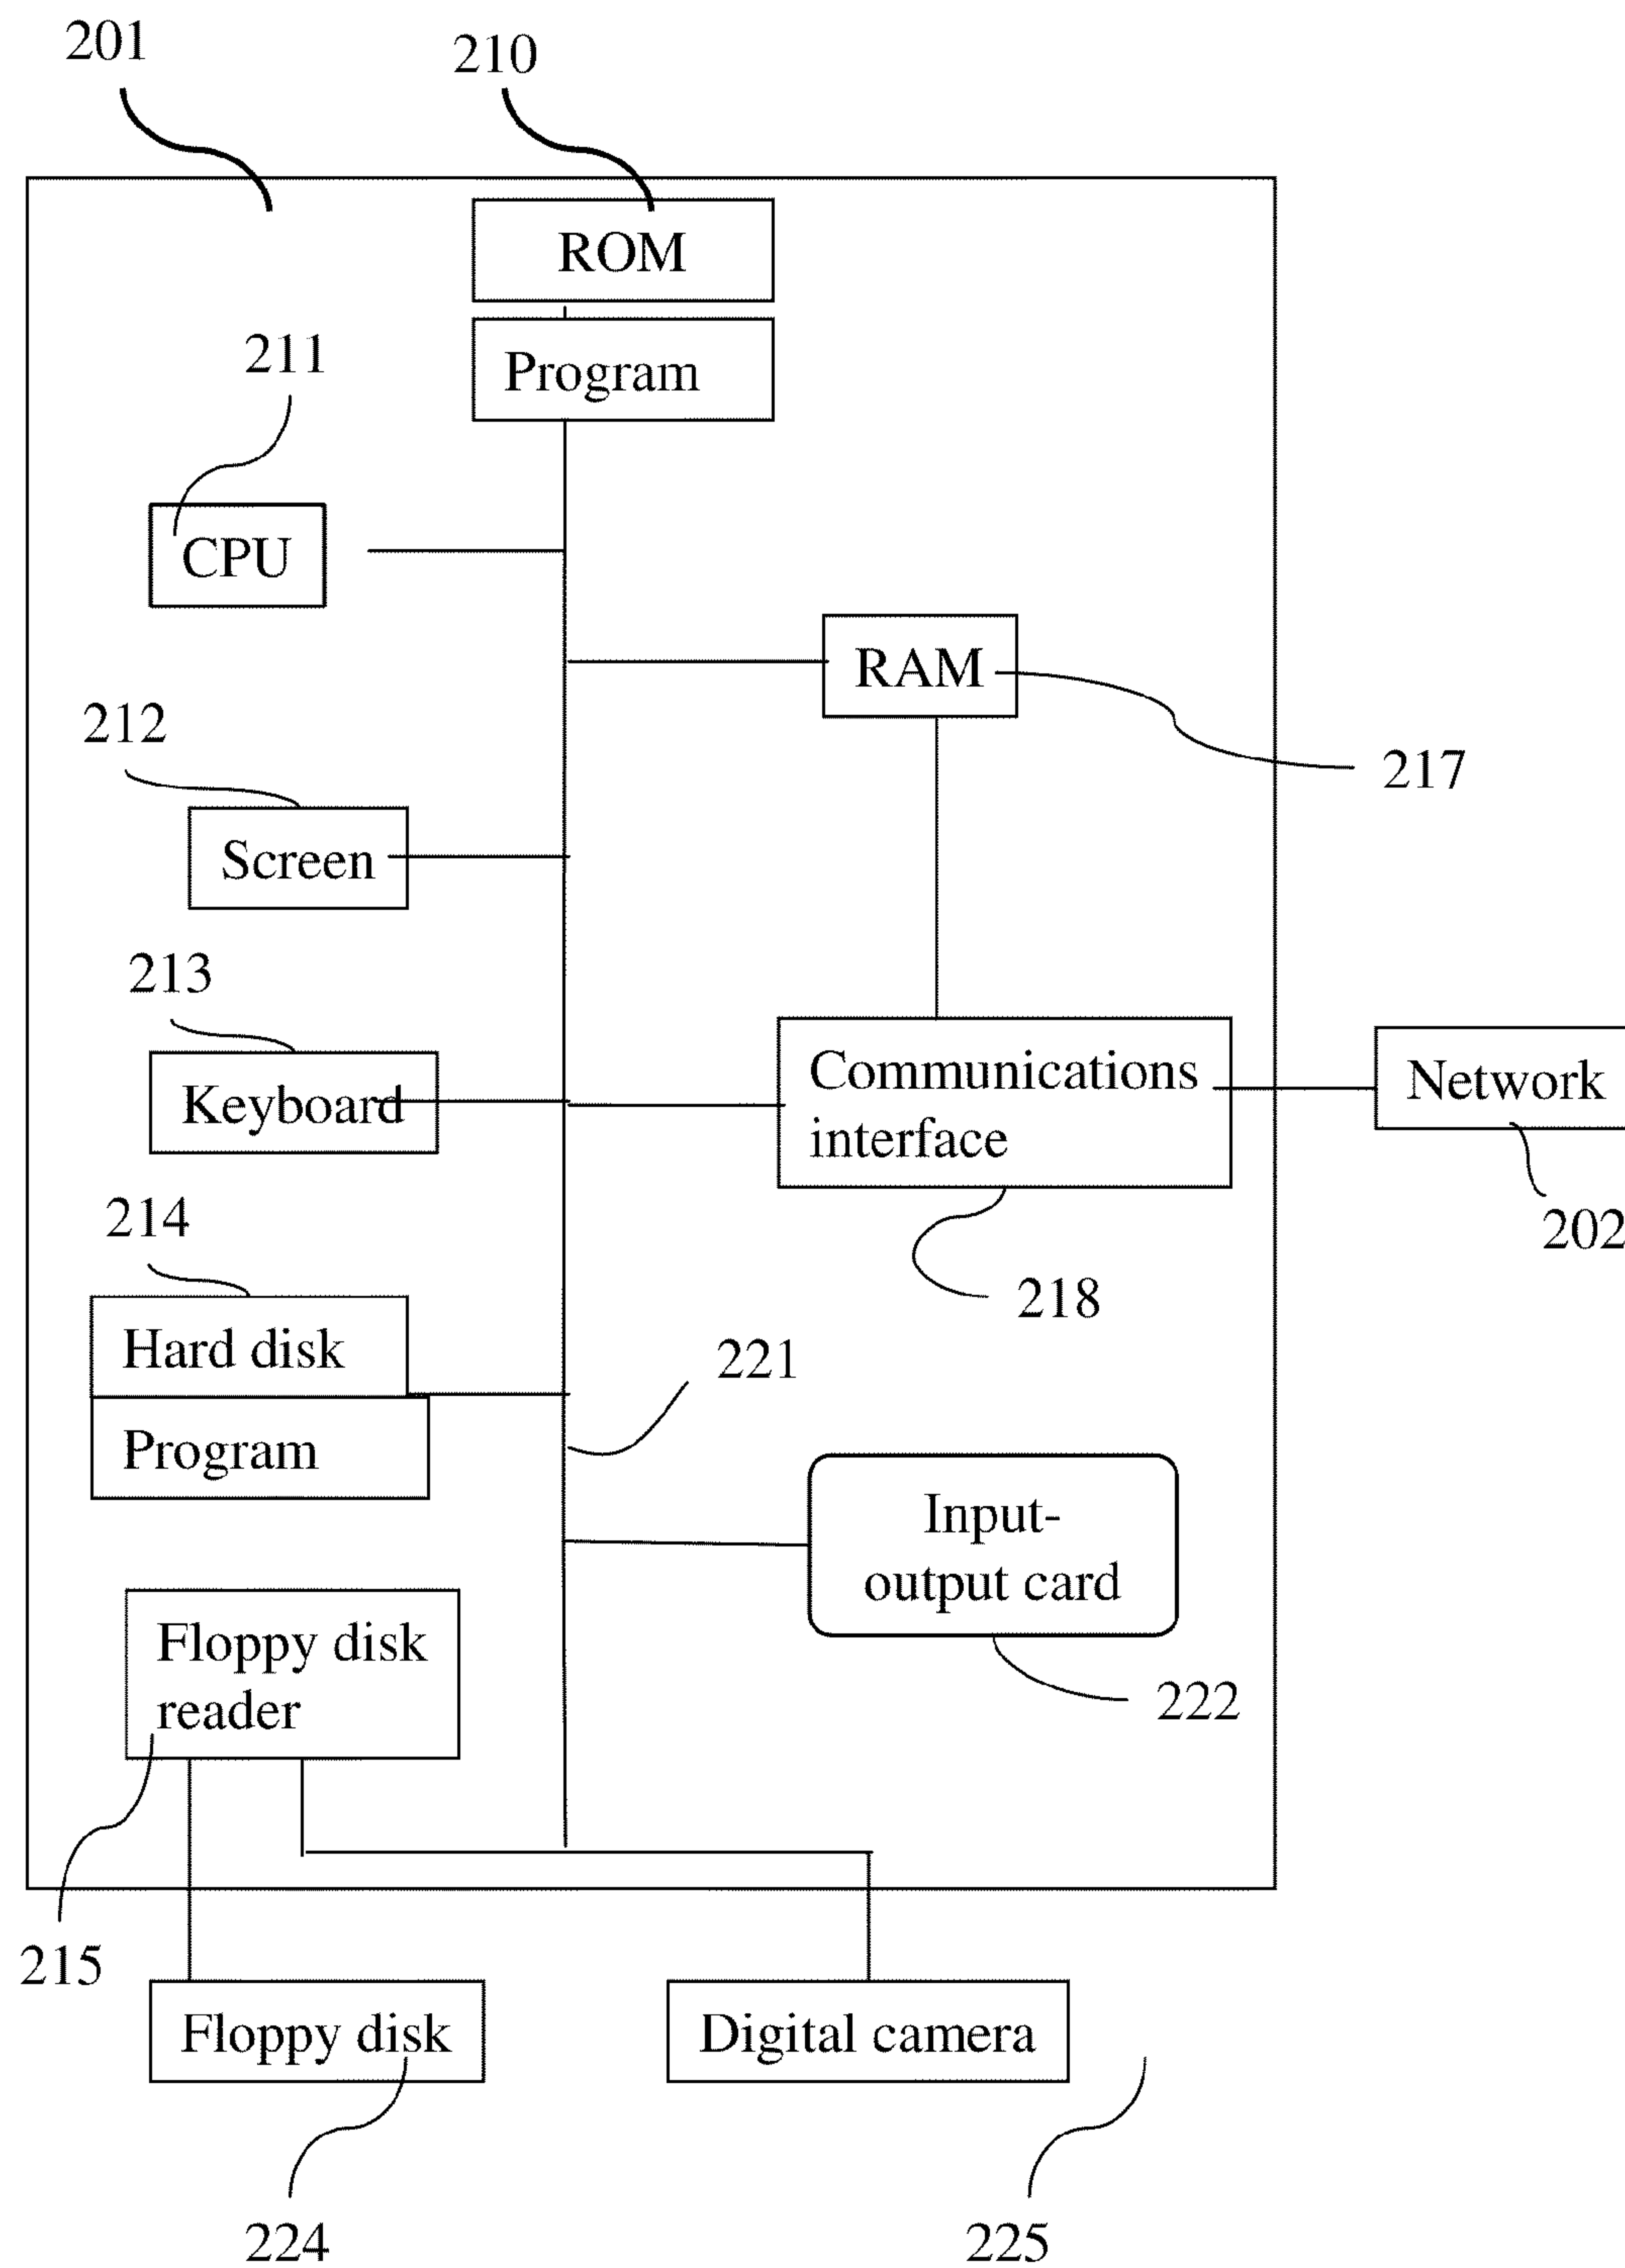 201
210
ROM
Program
211
CPU
RAM
217
212
Screen
213
Keyboard
Communications
interface
Network
202
218
214
Hard disk
Program
221
Input-
output card
222
Floppy disk
reader
215
Floppy disk
Digital camera
224
225